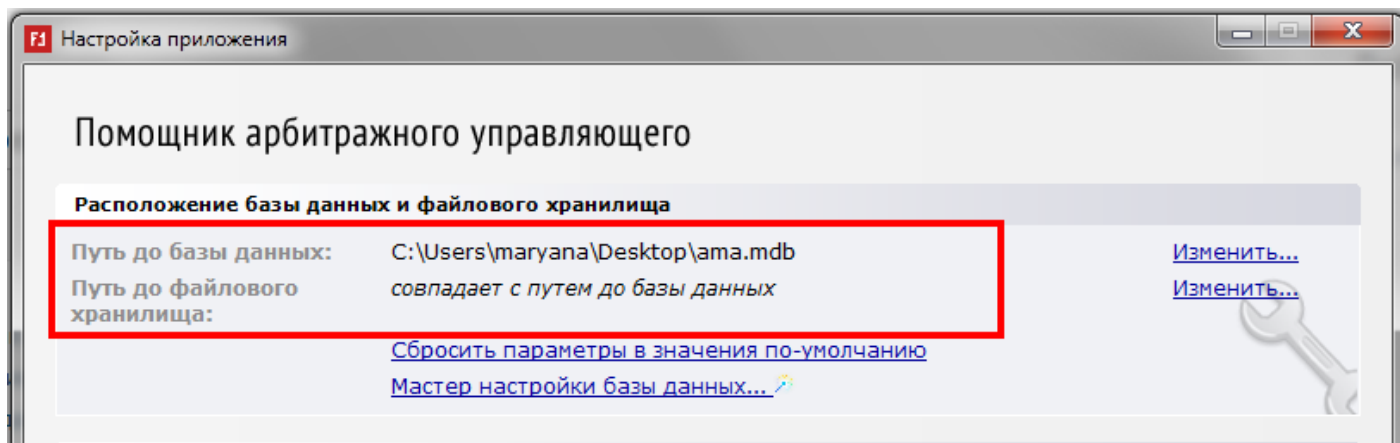 Настройка приложения
Помощник арбитражного управляющего
Расположение базы данных и файлового хранилища
Путь до базы данных: C:\Users\maryana\Desktop\ama.mdb Изменить...
Путь до файлового совпадает с путем до базы данных Изменить...
хранилища:
Сбросить параметры в значения по-умолчанию
Мастер настройки базы данных...